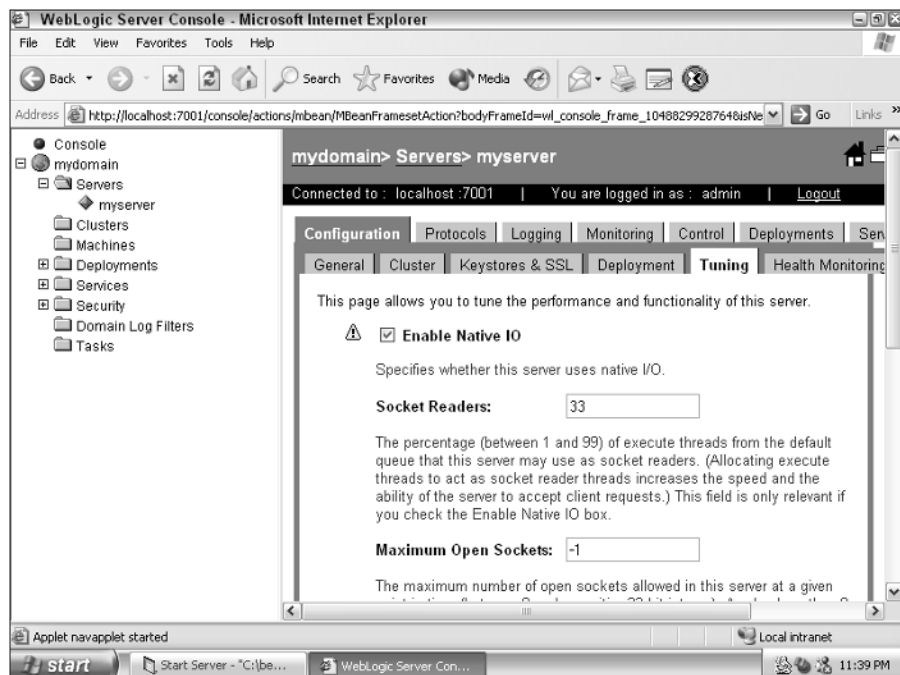 WebLogic Server Console - Microsoft Internet Explorer
File Edit View Favorites Tools Help
Back Search Favorites Media
Address http://localhost:7001/console/actions/mbean/MBeanFramesetAction?bodyFrameId=wl_console_frame_1048829928764&isNe Go Links »
Console
mydomain
Servers
myserver
Clusters
Machines
Deployments
Services
Security
Domain Log Filters
Tasks
mydomain> Servers> myserver
Connected to : localhost :7001 | You are logged in as : admin | Logout
Configuration Protocols Logging Monitoring Control Deployments Ser
General Cluster Keystores & SSL Deployment Tuning Health Monitoring
This page allows you to tune the performance and functionality of this server.
Enable Native IO
Specifies whether this server uses native I/O.
Socket Readers: 33
The percentage (between 1 and 99) of execute threads from the default
queue that this server may use as socket readers. (Allocating execute
threads to act as socket reader threads increases the speed and the
ability of the server to accept client requests.) This field is only relevant if
you check the Enable Native IO box.
Maximum Open Sockets: -1
The maximum number of open sockets allowed in this server at a given
Applet navapplet started Local intranet
start Start Server - "C:\be... WebLogic Server Con... 11:39 PM